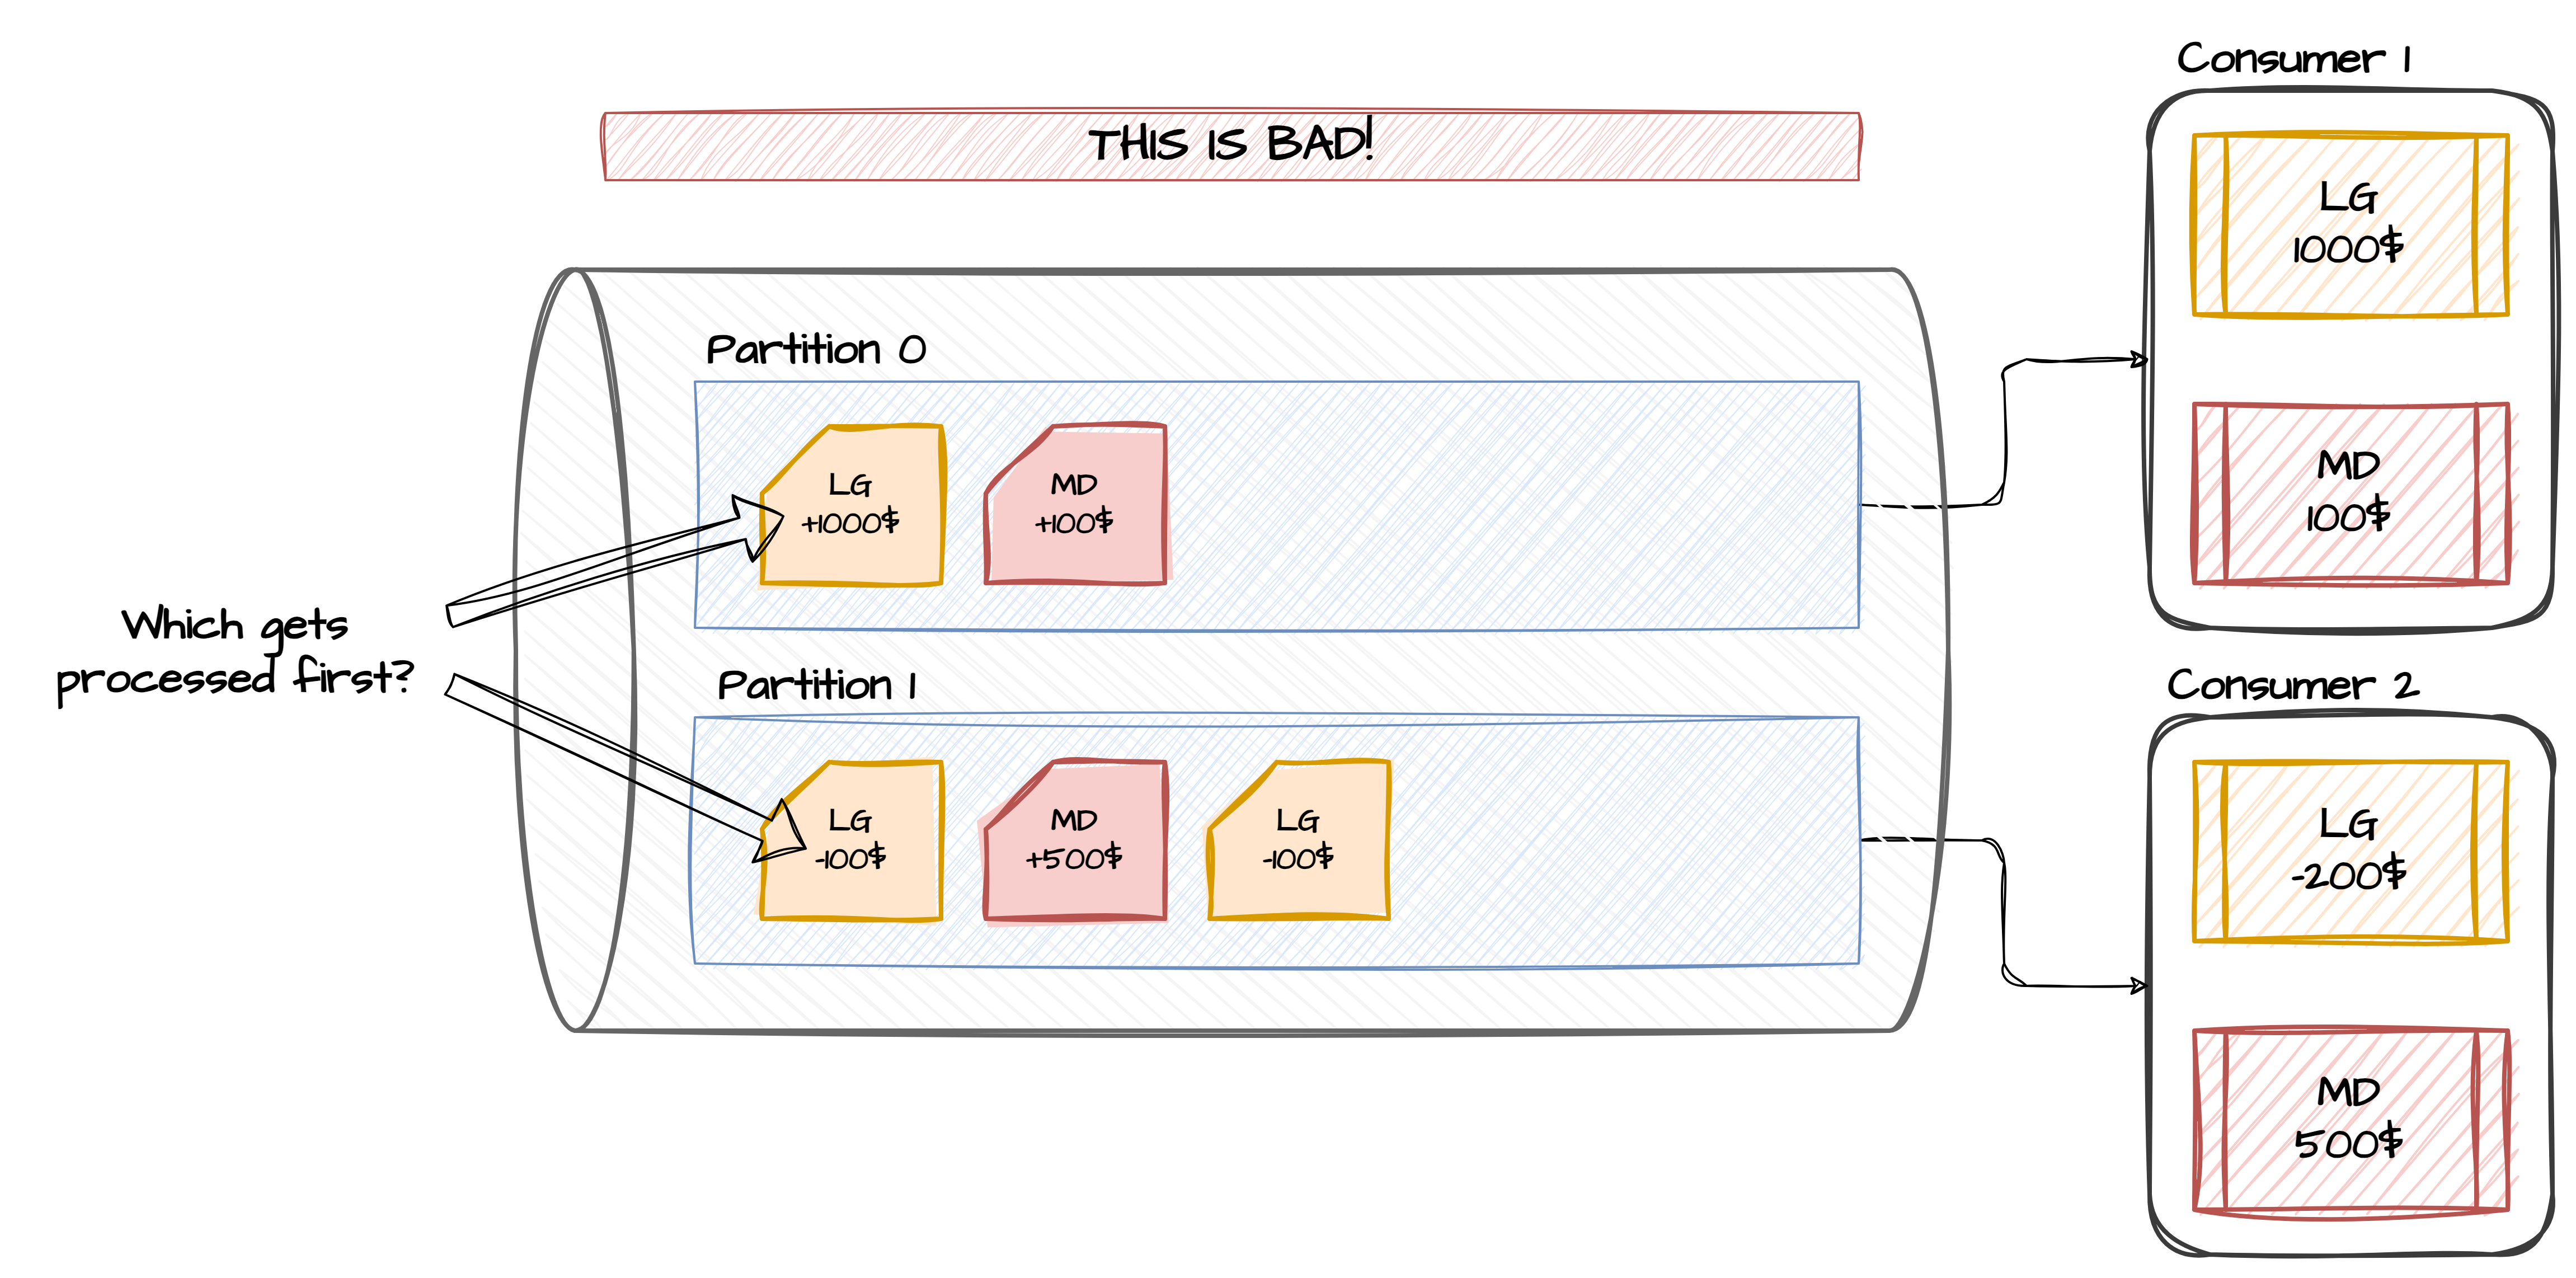 THIS IS BAD!
Which gets
processed first?
Partition 0
LG
+1000$
MD
+100$
Partition 1
LG
-100$
MD
+500$
LG
-100$
Consumer 1
LG
1000$
MD
100$
Consumer 2
LG
-200$
MD
500$